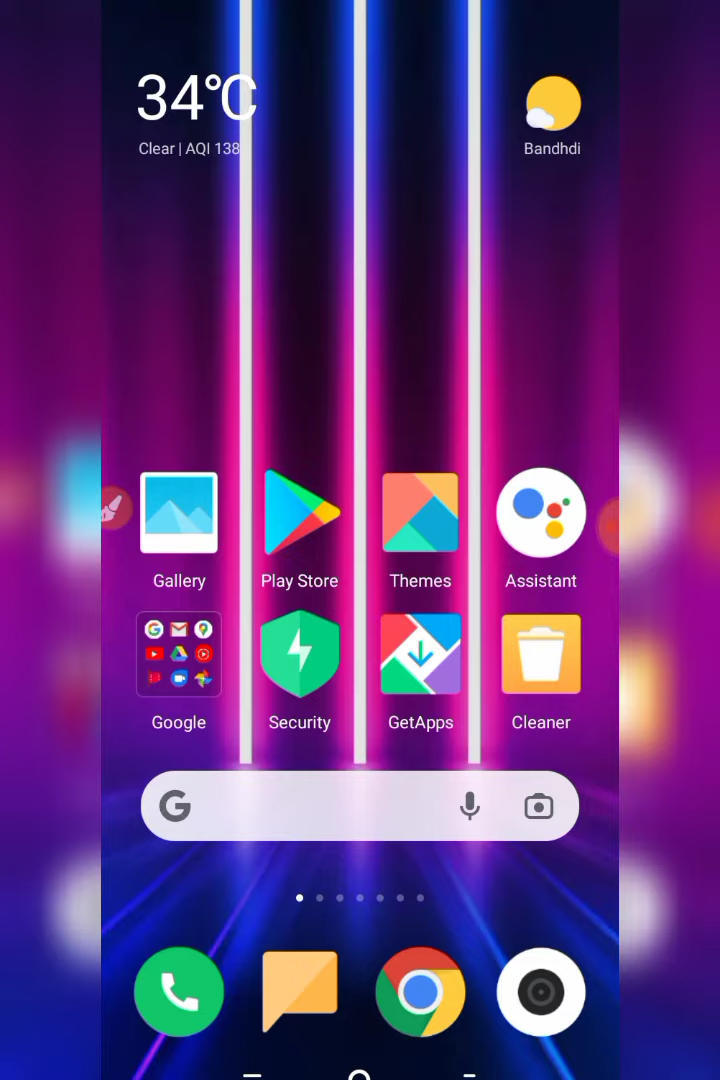 34°C
Clear | AQI 138
Bandhdi
Gallery
Play Store
Themes
Assistant
Google
Security
GetApps
Cleaner